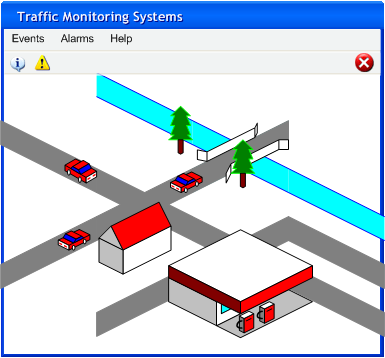 Traffic Monitoring Systems
Events Alarms Help